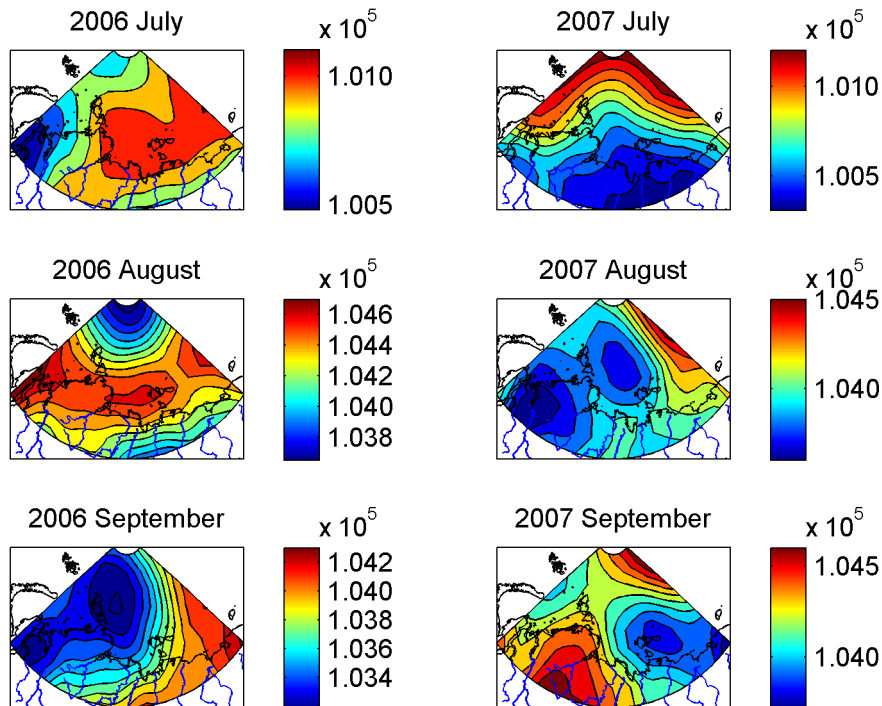 2006 July
x 10^5
1.010
1.005
2007 July
x 10^5
1.010
1.005
2006 August
x 10^5
1.046
1.044
1.042
1.040
1.038
2007 August
x 10^5
1.045
1.040
2006 September
x 10^5
1.042
1.040
1.038
1.036
1.034
2007 September
x 10^5
1.045
1.040